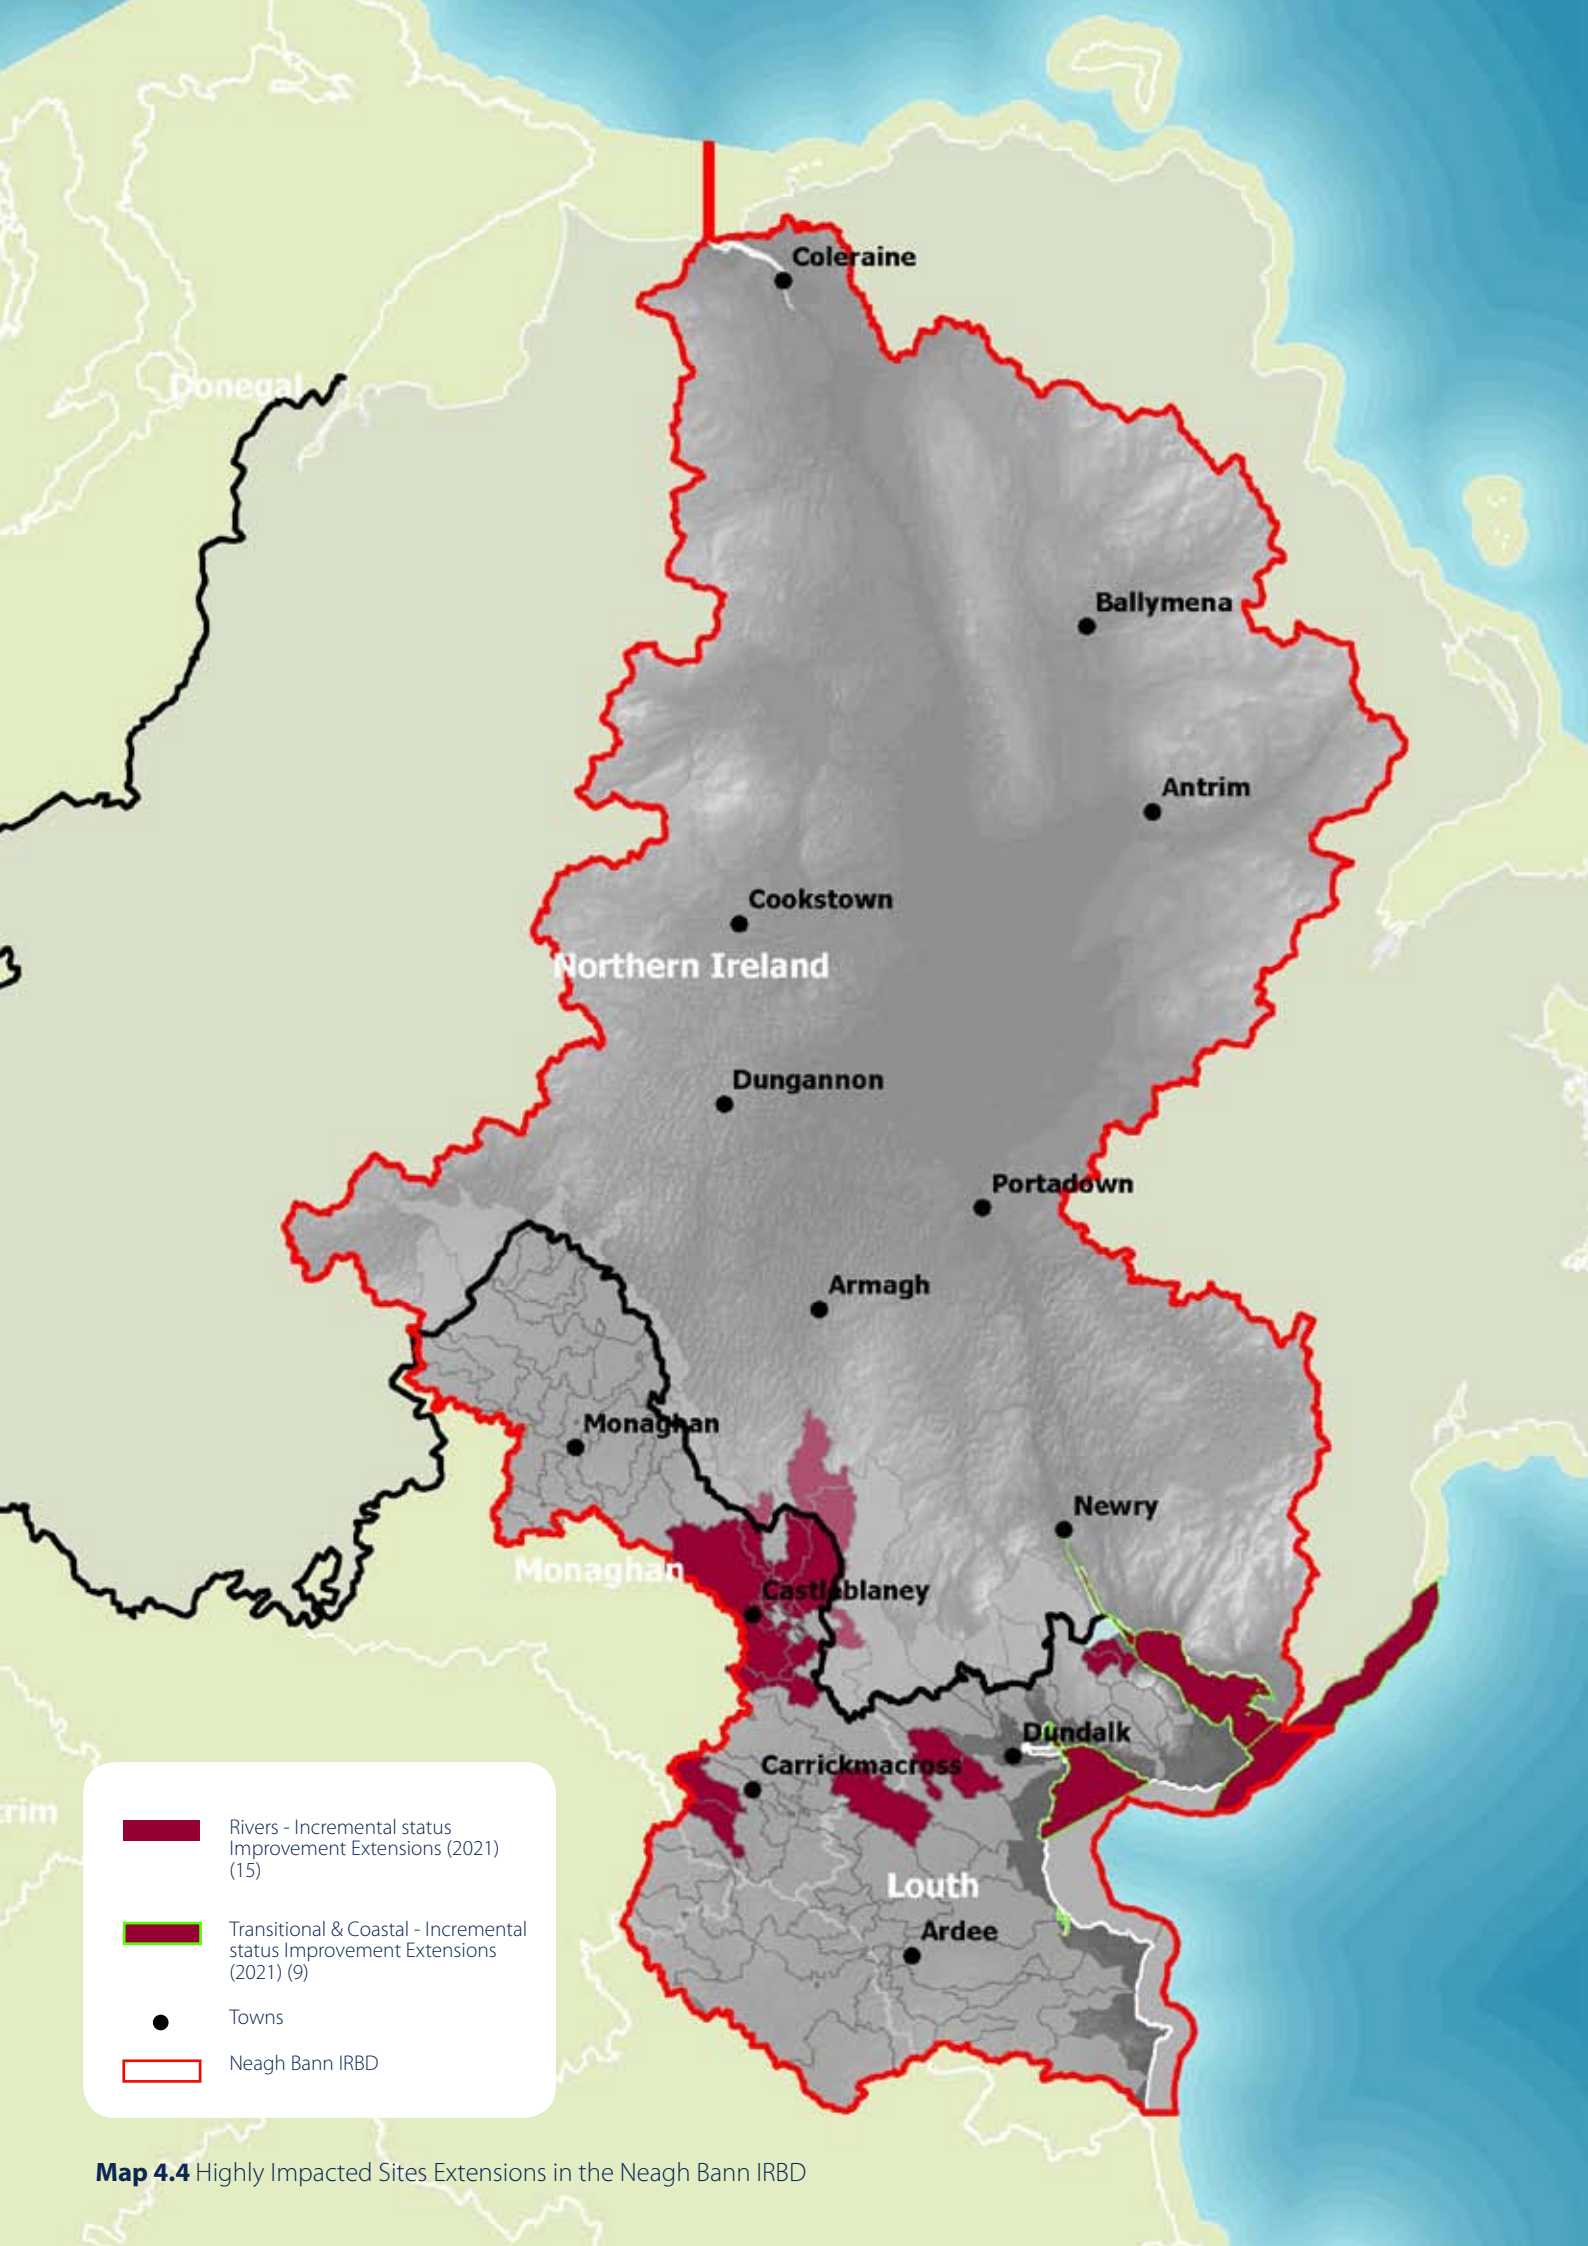 Coleraine
Donegal
Ballymena
Antrim
Cookstown
Northern Ireland
Dungannon
Portadown
Armagh
Monaghan
Newry
Monaghan
Castleblaney
Dundalk
Carrickmacross
Louth
Ardee
Rivers - Incremental status
Improvement Extensions (2021)
(15)
Transitional & Coastal - Incremental
status Improvement Extensions
(2021) (9)
Towns
Neagh Bann IRBD
Map 4.4 Highly Impacted Sites Extensions in the Neagh Bann IRBD